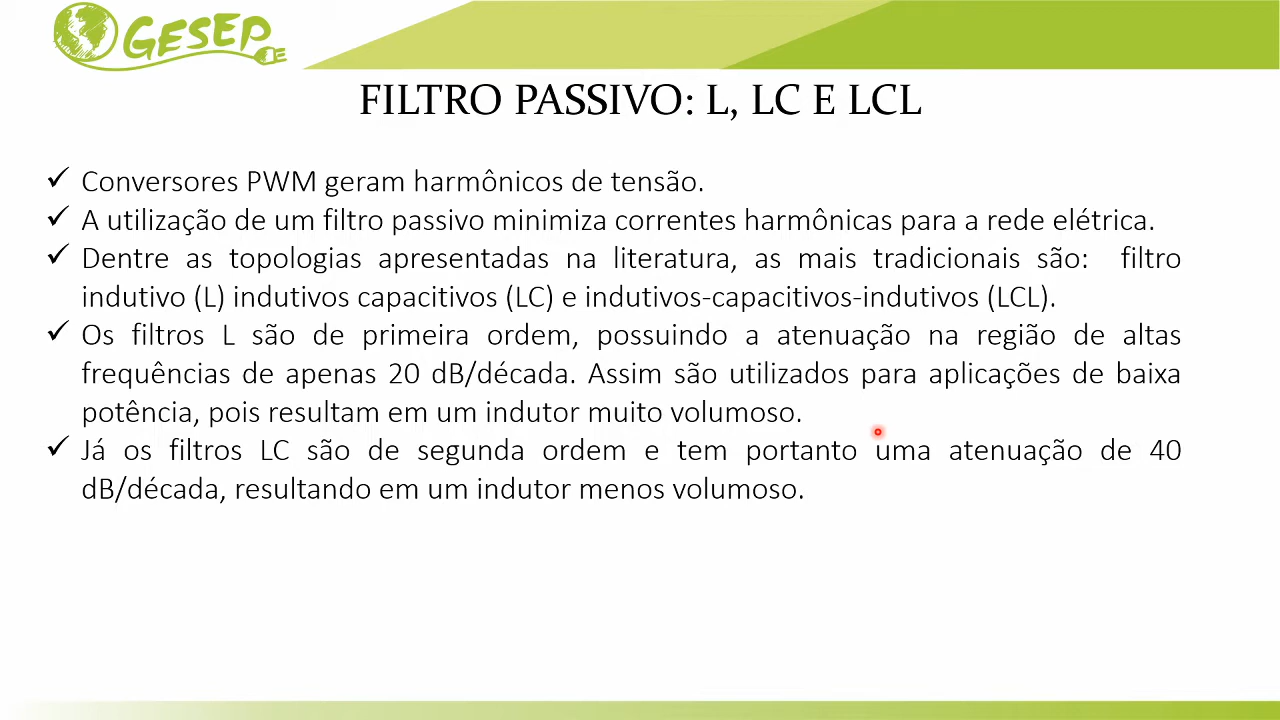 GESEP
FILTRO PASSIVO: L, LC E LCL
✓ Conversores PWM geram harmônicos de tensão.
✓ A utilização de um filtro passivo minimiza correntes harmônicas para a rede elétrica.
✓ Dentre as topologias apresentadas na literatura, as mais tradicionais são: filtro
indutivo (L) indutivos capacitivos (LC) e indutivos-capacitivos-indutivos (LCL).
✓ Os filtros L são de primeira ordem, possuindo a atenuação na região de altas
frequências de apenas 20 dB/década. Assim são utilizados para aplicações de baixa
potência, pois resultam em um indutor muito volumoso.
✓ Já os filtros LC são de segunda ordem e tem portanto uma atenuação de 40
dB/década, resultando em um indutor menos volumoso.